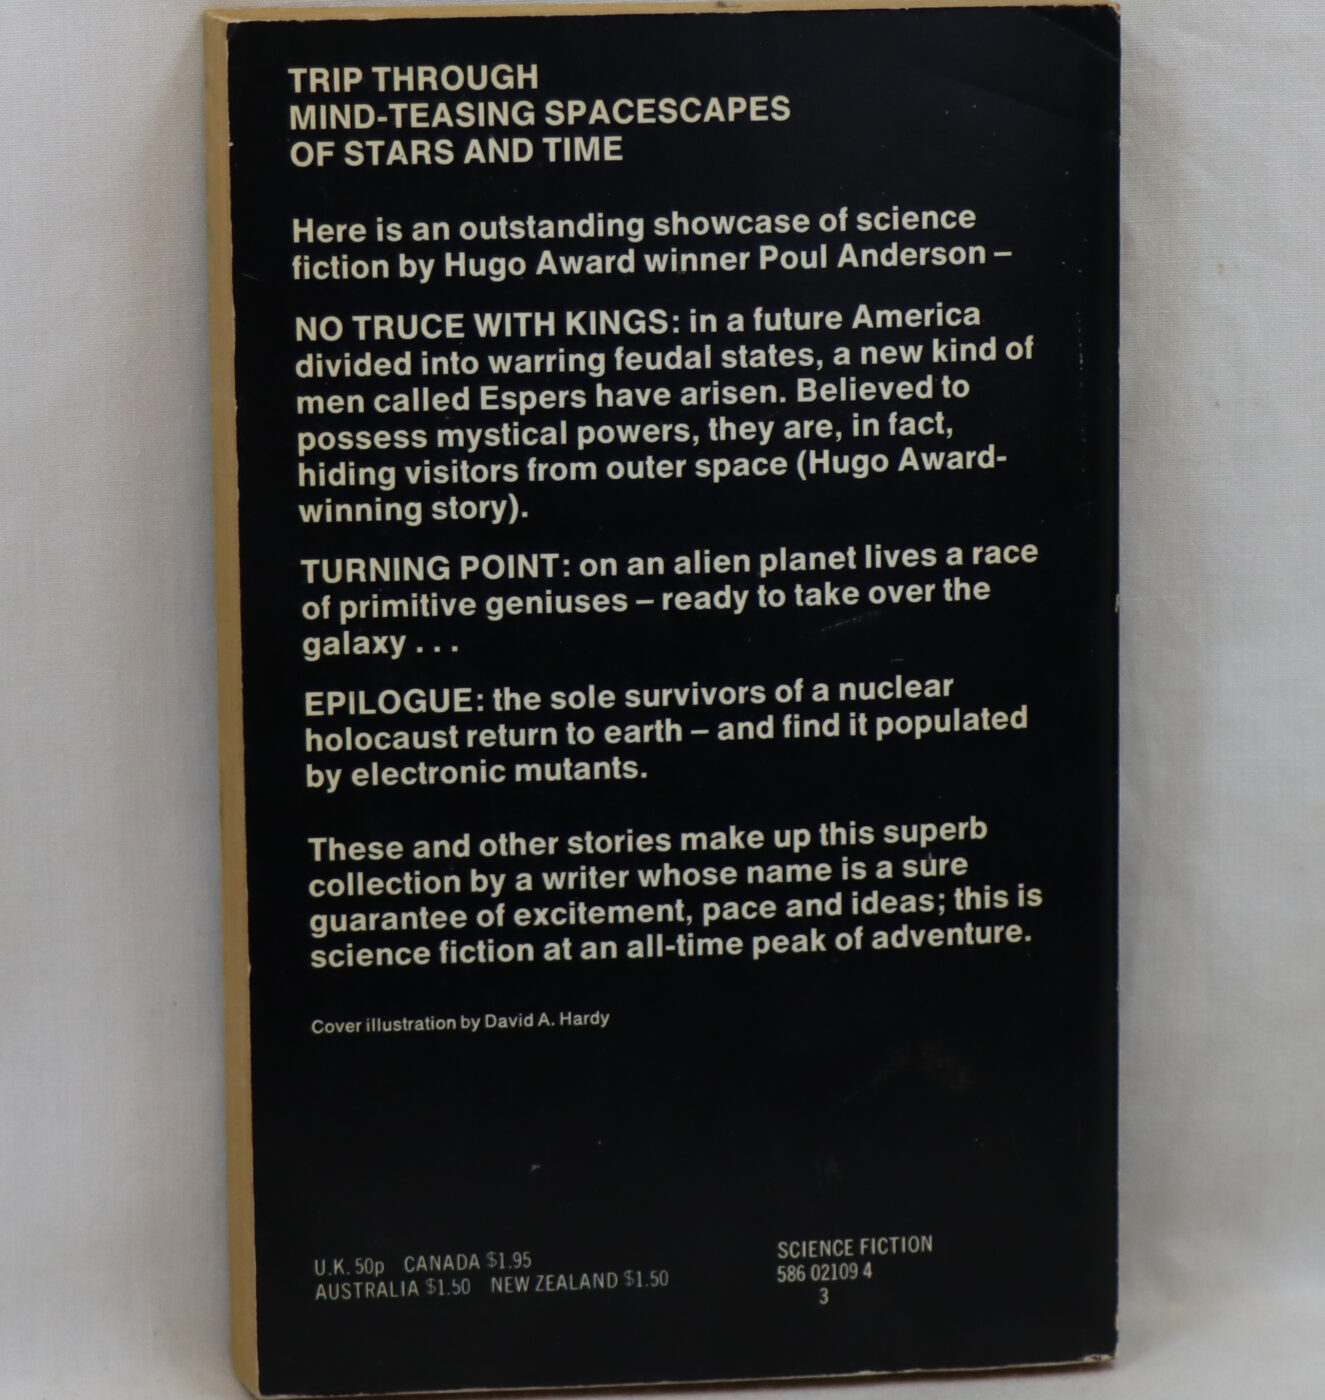 TRIP THROUGH
MIND-TEASING SPACESCAPES
OF STARS AND TIME
Here is an outstanding showcase of science
fiction by Hugo Award winner Poul Anderson –
NO TRUCE WITH KINGS: in a future America
divided into warring feudal states, a new kind of
men called Espers have arisen. Believed to
possess mystical powers, they are, in fact,
hiding visitors from outer space (Hugo Award-
winning story).
TURNING POINT: on an alien planet lives a race
of primitive geniuses – ready to take over the
galaxy . . .
EPILOGUE: the sole survivors of a nuclear
holocaust return to earth – and find it populated
by electronic mutants.
These and other stories make up this superb
collection by a writer whose name is a sure
guarantee of excitement, pace and ideas; this is
science fiction at an all-time peak of adventure.
Cover illustration by David A. Hardy
U.K. 50p CANADA $1.95
AUSTRALIA $1.50 NEW ZEALAND $1.50
SCIENCE FICTION
586 02109 4
3